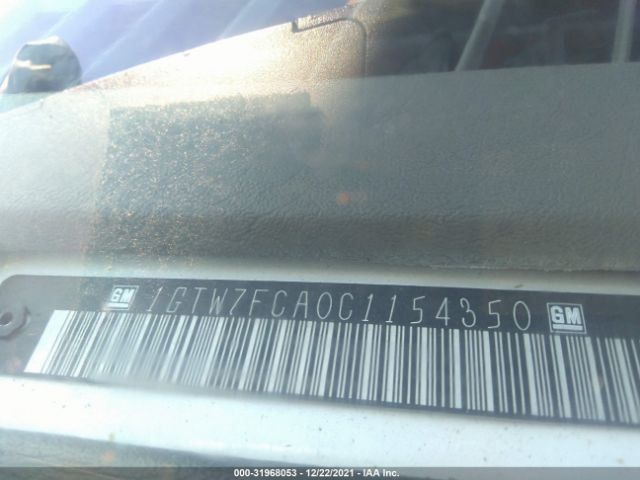 GM 1GTW7FCA0C1154350 GM
000-31968053 - 12/22/2021 - IAA Inc.